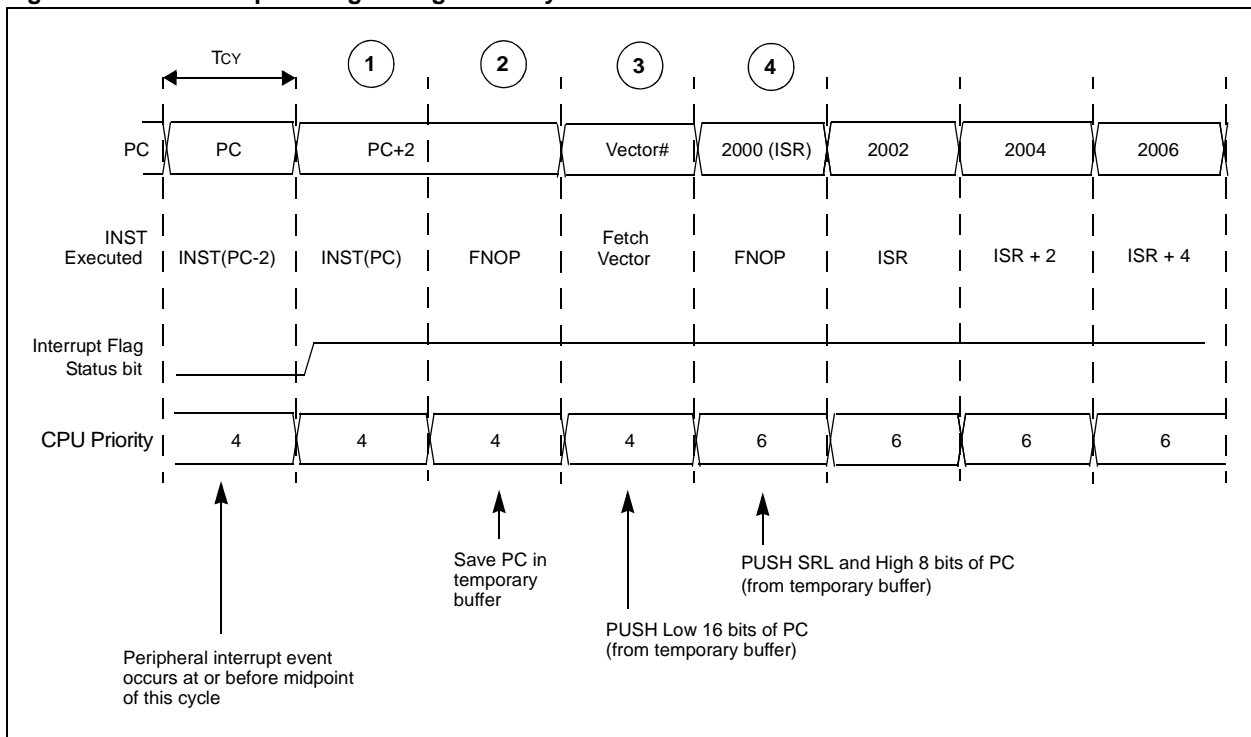 TCY
1 2 3 4
PC PC PC+2 Vector# 2000 (ISR) 2002 2004 2006
INST
Executed INST(PC-2) INST(PC) FNOP Fetch
Vector FNOP ISR ISR + 2 ISR + 4
Interrupt Flag
Status bit
CPU Priority 4 4 4 4 6 6 6 6
Save PC in
temporary
buffer
PUSH SRL and High 8 bits of PC
(from temporary buffer)
PUSH Low 16 bits of PC
(from temporary buffer)
Peripheral interrupt event
occurs at or before midpoint
of this cycle